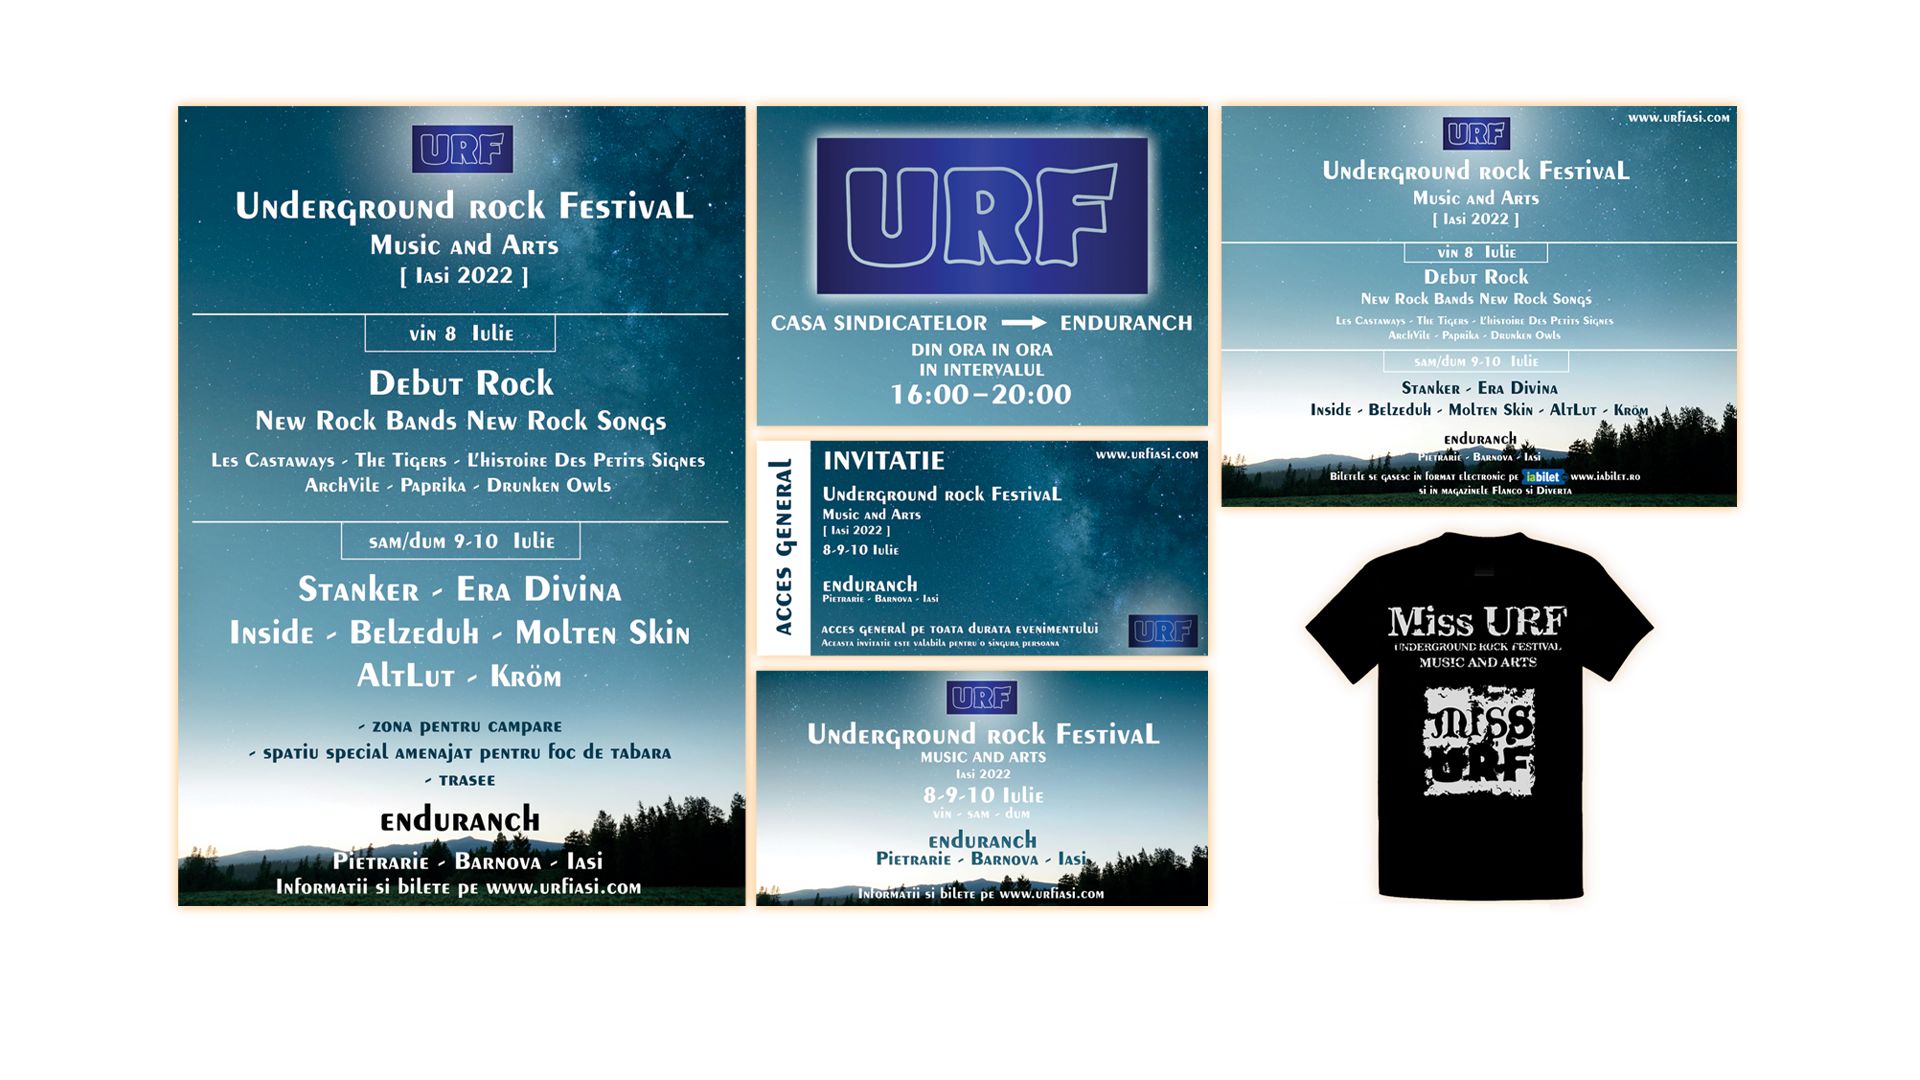 URF
Underground rock Festival
Music and Arts
[ Iasi 2022 ]
vin 8 Iulie
Debut Rock
New Rock Bands New Rock Songs
Les Castaways - The Tigers - L'histoire Des Petits Signes
ArchVile - Paprika - Drunken Owls
sam/dum 9-10 Iulie
Stanker - Era Divina
Inside - Belzeduh - Molten Skin
AltLut - Kröm
- zona pentru campare
- spatiu special amenajat pentru foc de tabara
- trasee
enduranch
Pietrarie - Barnova - Iasi
Informatii si bilete pe www.urfiasi.com
URF
CASA SINDICATELOR → ENDURANCH
DIN ORA IN ORA
IN INTERVALUL
16:00 – 20:00
ACCES GENERAL
INVITATIE
www.urfiasi.com
Underground rock Festival
Music and Arts
[ Iasi 2022 ]
8-9-10 Iulie
enduranch
Pietrarie - Barnova - Iasi
acces general pe toata durata evenimentului
Aceasta invitatie este valabila pentru o singura persoana
URF
URF
Underground rock Festival
MUSIC AND ARTS
Iasi 2022
8-9-10 Iulie
vin - sam - dum
enduranch
Pietrarie - Barnova - Iasi
Informatii si bilete pe www.urfiasi.com
www.urfiasi.com
URF
Underground rock Festival
Music and Arts
[ Iasi 2022 ]
vin 8 Iulie
Debut Rock
New Rock Bands New Rock Songs
Les Castaways - The Tigers - L'histoire Des Petits Signes
ArchVile - Paprika - Drunken Owls
sam/dum 9-10 Iulie
Stanker - Era Divina
Inside - Belzeduh - Molten Skin - AltLut - Kröm
enduranch
Pietrarie - Barnova - Iasi
Biletele se gasesc in format electronic pe iabilet www.iabilet.ro
si in magazinele Flanco si Diverta
Miss URF
UNDERGROUND ROCK FESTIVAL
MUSIC AND ARTS
miss
URF